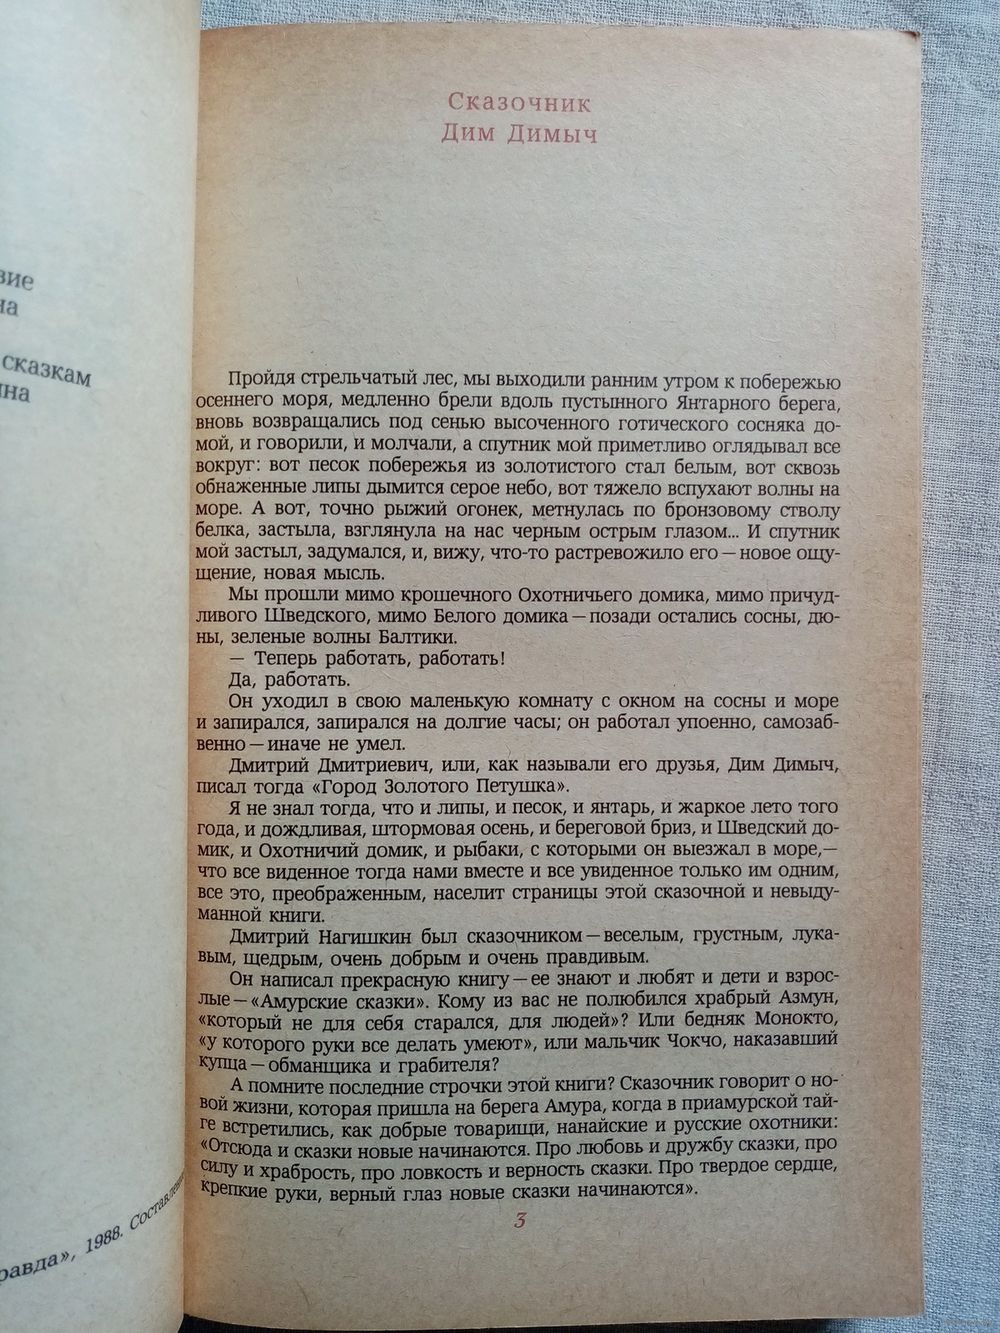 вие
на
сказкам
ина
равда», 1988. Составление
Сказочник
Дим Димыч
Пройдя стрельчатый лес, мы выходили ранним утром к побережью
осеннего моря, медленно брели вдоль пустынного Янтарного берега,
вновь возвращались под сенью высоченного готического сосняка до-
мой, и говорили, и молчали, а спутник мой приметливо оглядывал все
вокруг: вот песок побережья из золотистого стал белым, вот сквозь
обнаженные липы дымится серое небо, вот тяжело вспухают волны на
море. А вот, точно рыжий огонек, метнулась по бронзовому стволу
белка, застыла, взглянула на нас черным острым глазом... И спутник
мой застыл, задумался, и, вижу, что-то растревожило его — новое ощу-
щение, новая мысль.
Мы прошли мимо крошечного Охотничьего домика, мимо причуд-
ливого Шведского, мимо Белого домика — позади остались сосны, дю-
ны, зеленые волны Балтики.
— Теперь работать, работать!
Да, работать.
Он уходил в свою маленькую комнату с окном на сосны и море
и запирался, запирался на долгие часы; он работал упоенно, самозаб-
венно — иначе не умел.
Дмитрий Дмитриевич, или, как называли его друзья, Дим Димыч,
писал тогда «Город Золотого Петушка».
Я не знал тогда, что и липы, и песок, и янтарь, и жаркое лето того
года, и дождливая, штормовая осень, и береговой бриз, и Шведский до-
мик, и Охотничий домик, и рыбаки, с которыми он выезжал в море,—
что все виденное тогда нами вместе и все увиденное только им одним,
все это, преображенным, населит страницы этой сказочной и невыду-
манной книги.
Дмитрий Нагишкин был сказочником — веселым, грустным, лука-
вым, щедрым, очень добрым и очень правдивым.
Он написал прекрасную книгу — ее знают и любят и дети и взрос-
лые — «Амурские сказки». Кому из вас не полюбился храбрый Азмун,
«который не для себя старался, для людей»? Или бедняк Монокто,
«у которого руки все делать умеют», или мальчик Чокчо, наказавший
купца — обманщика и грабителя?
А помните последние строчки этой книги? Сказочник говорит о но-
вой жизни, которая пришла на берега Амура, когда в приамурской тай-
ге встретились, как добрые товарищи, нанайские и русские охотники:
«Отсюда и сказки новые начинаются. Про любовь и дружбу сказки, про
силу и храбрость, про ловкость и верность сказки. Про твердое сердце,
крепкие руки, верный глаз новые сказки начинаются».
3